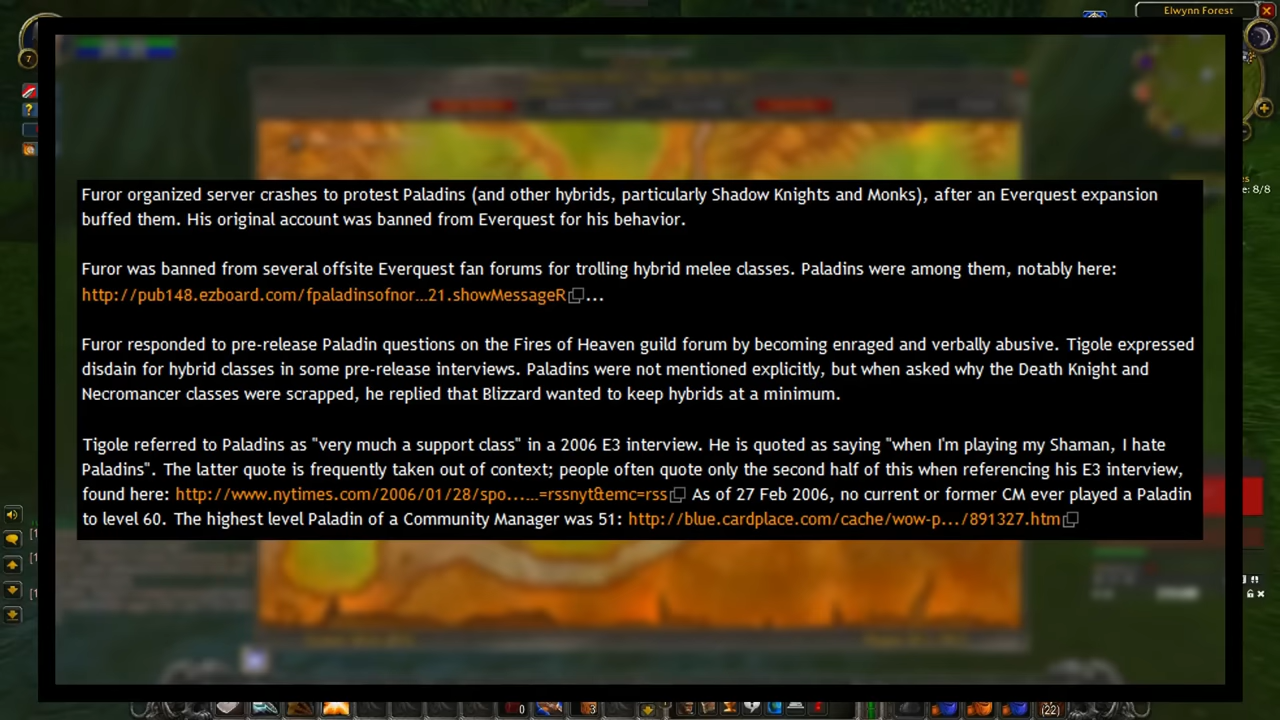 Elwynn Forest
7
Furor organized server crashes to protest Paladins (and other hybrids, particularly Shadow Knights and Monks), after an Everquest expansion
buffed them. His original account was banned from Everquest for his behavior.
Furor was banned from several offsite Everquest fan forums for trolling hybrid melee classes. Paladins were among them, notably here:
http://pub148.ezboard.com/fpaladinsofnor...21.showMessageR...
Furor responded to pre-release Paladin questions on the Fires of Heaven guild forum by becoming enraged and verbally abusive. Tigole expressed
disdain for hybrid classes in some pre-release interviews. Paladins were not mentioned explicitly, but when asked why the Death Knight and
Necromancer classes were scrapped, he replied that Blizzard wanted to keep hybrids at a minimum.
Tigole referred to Paladins as "very much a support class" in a 2006 E3 interview. He is quoted as saying "when I'm playing my Shaman, I hate
Paladins". The latter quote is frequently taken out of context; people often quote only the second half of this when referencing his E3 interview,
found here: http://www.nytimes.com/2006/01/28/spo......=rssnyt&emc=rss As of 27 Feb 2006, no current or former CM ever played a Paladin
to level 60. The highest level Paladin of a Community Manager was 51: http://blue.cardplace.com/cache/wow-p.../891327.htm
e: 8/8
0
3
(22)